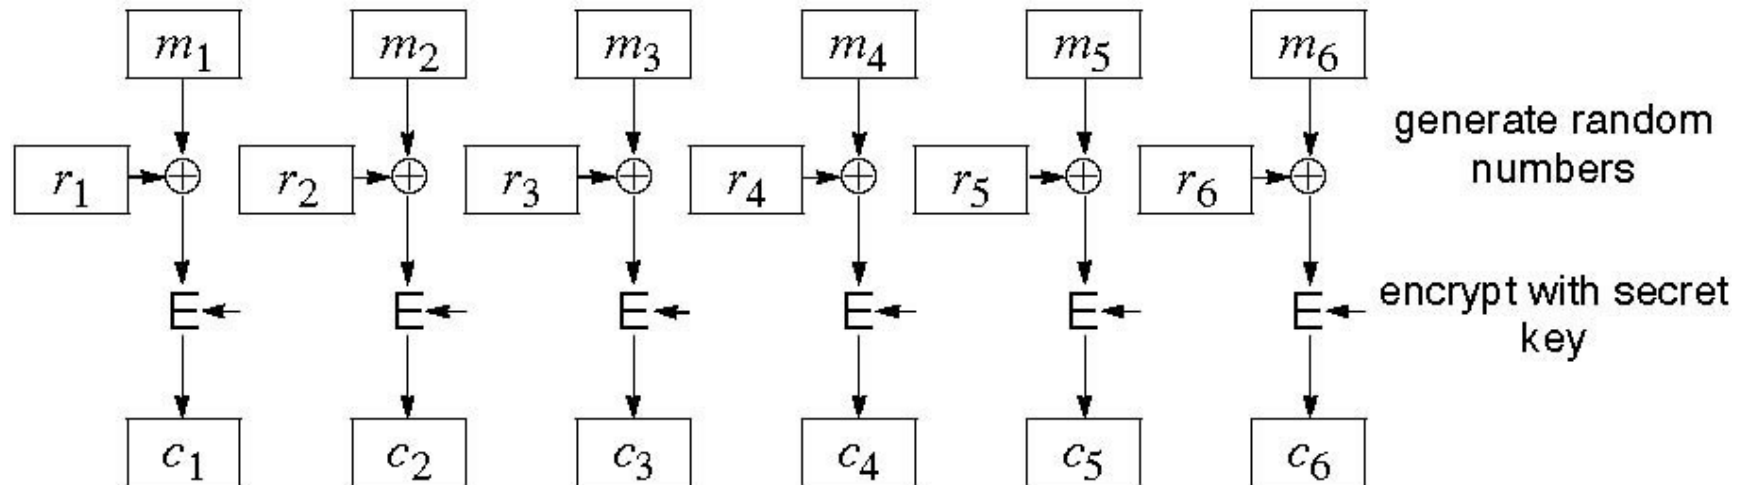 m1 m2 m3 m4 m5 m6
generate random
numbers
r1 r2 r3 r4 r5 r6
⊕ ⊕ ⊕ ⊕ ⊕ ⊕
E E E E E E
encrypt with secret
key
c1 c2 c3 c4 c5 c6